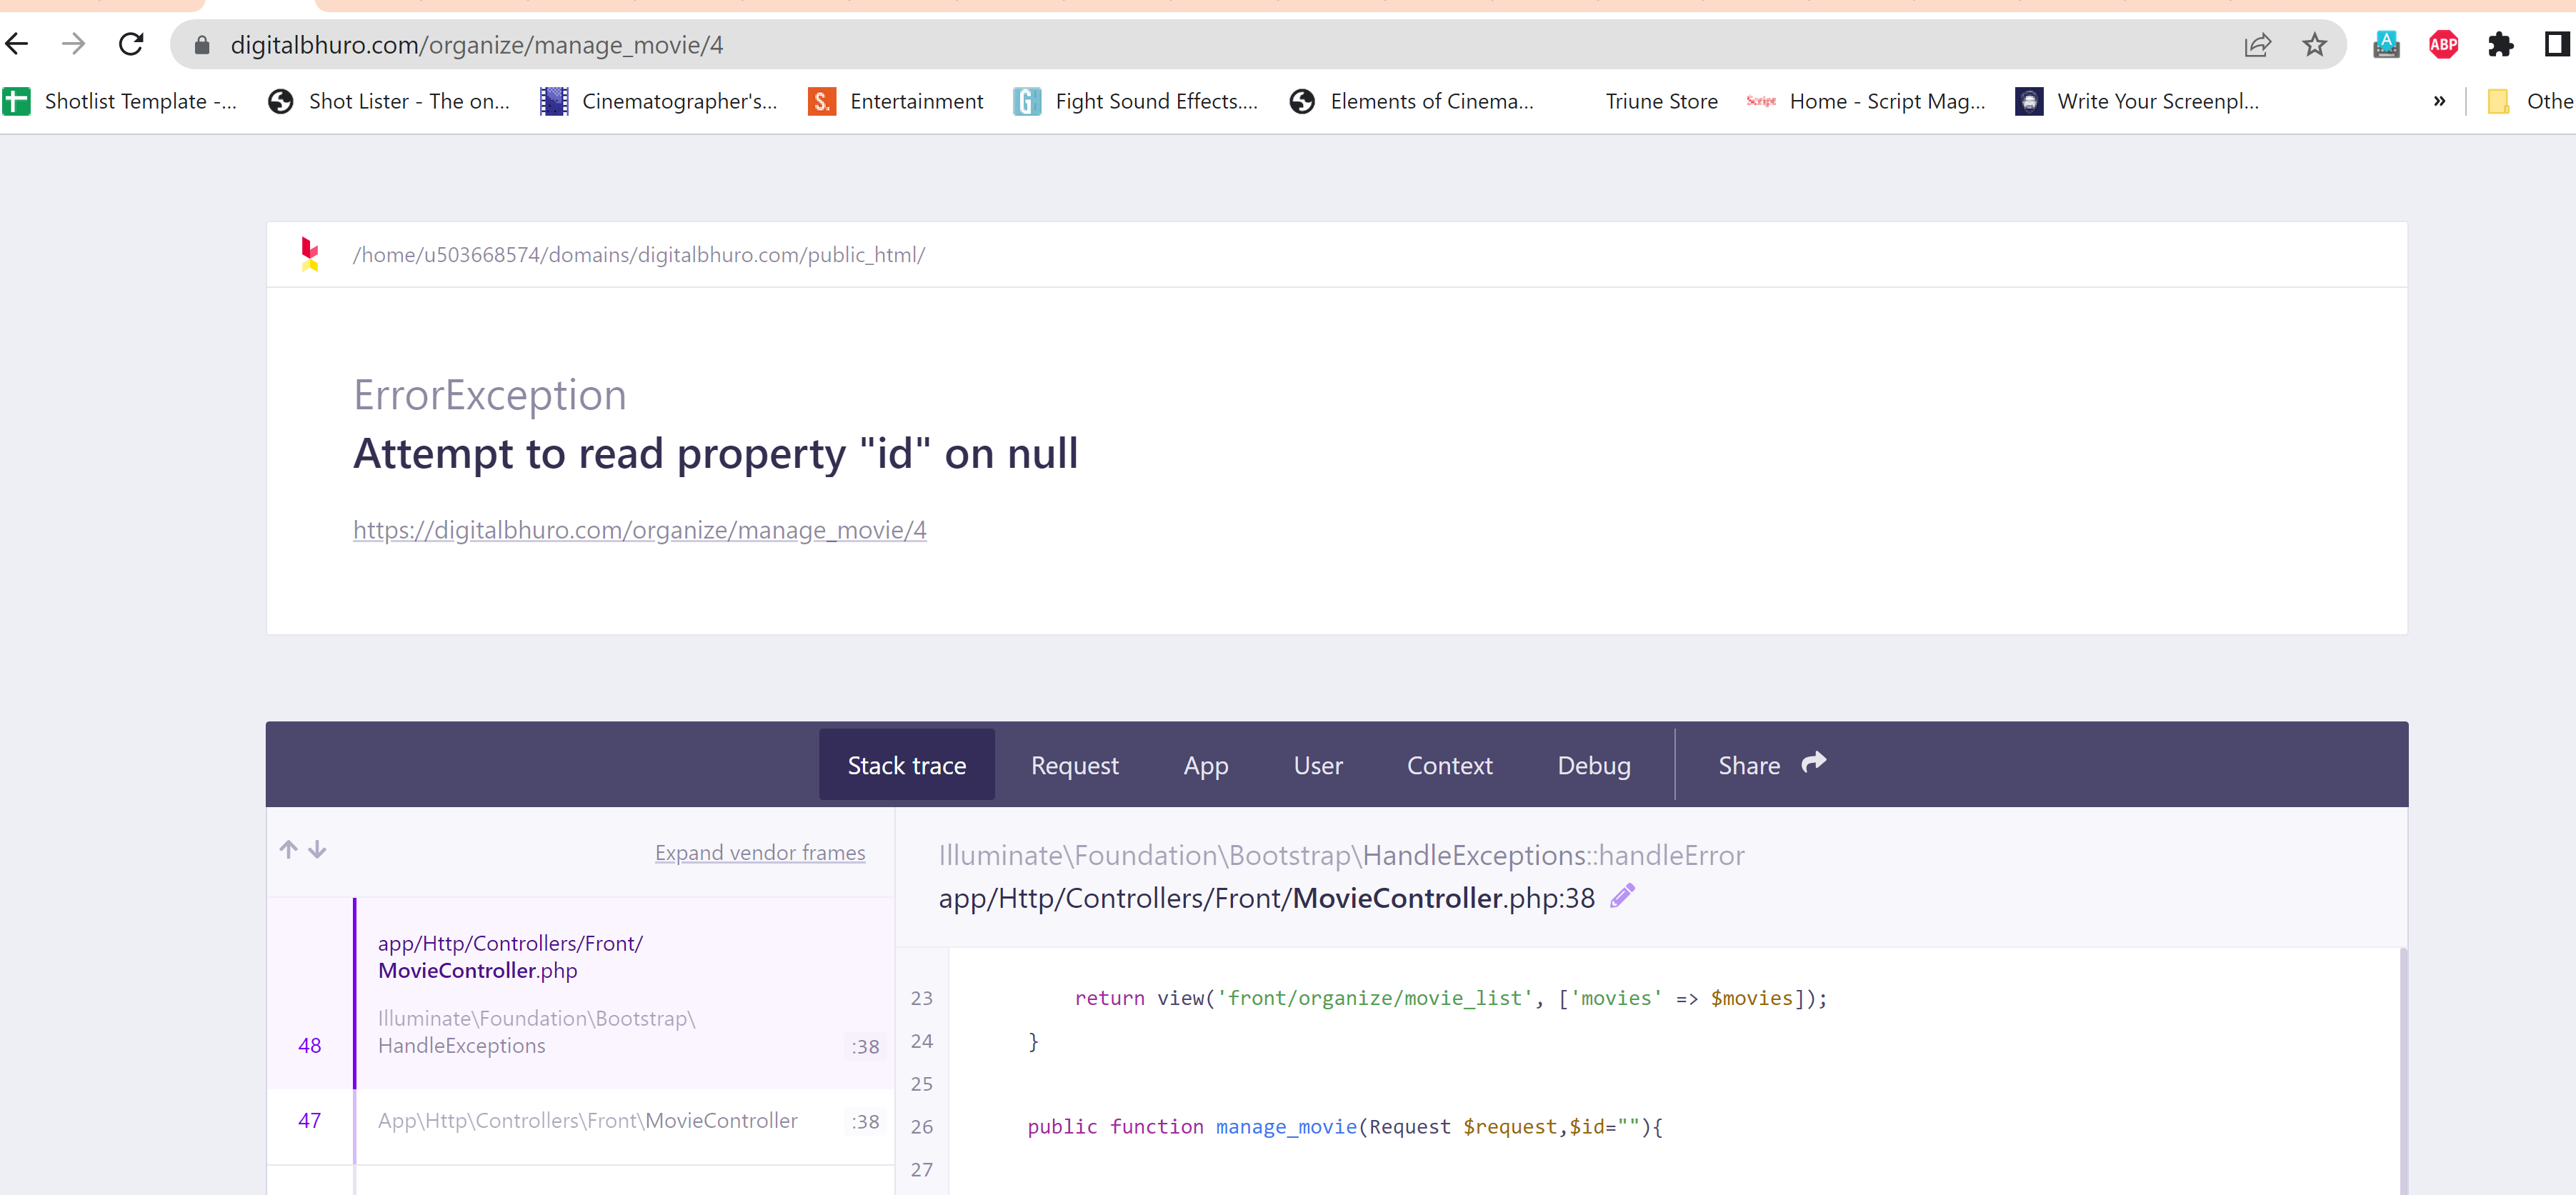 digitalbhuro.com/organize/manage_movie/4
A ABP
Shotlist Template -... Shot Lister - The on... Cinematographer's... S. Entertainment G Fight Sound Effects.... Elements of Cinema... Triune Store Script Home - Script Mag... Write Your Screenpl... » Othe
/home/u503668574/domains/digitalbhuro.com/public_html/
ErrorException
Attempt to read property "id" on null
https://digitalbhuro.com/organize/manage_movie/4
Stack trace Request App User Context Debug Share
Expand vendor frames
app/Http/Controllers/Front/
MovieController.php
Illuminate\Foundation\Bootstrap\
48 HandleExceptions :38
47 App\Http\Controllers\Front\MovieController :38
Illuminate\Foundation\Bootstrap\HandleExceptions::handleError
app/Http/Controllers/Front/MovieController.php:38
23 return view('front/organize/movie_list', ['movies' => $movies]);
24 }
25
26 public function manage_movie(Request $request,$id=""){
27